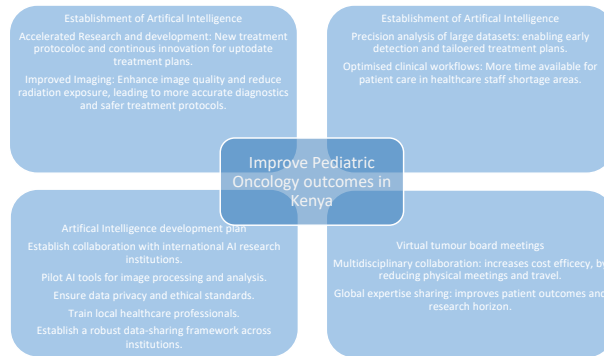 Establishment of Artifical Intelligence
Accelerated Research and development: New treatment
protocoloc and continous innovation for uptodate
treatment plans.
Improved Imaging: Enhance image quality and reduce
radiation exposure, leading to more accurate diagnostics
and safer treatment protocols.
Establishment of Artifical Intelligence
Precision analysis of large datasets: enabling early
detection and tailoered treatment plans.
Optimised clinical workflows: More time available for
patient care in healthcare staff shortage areas.
Improve Pediatric
Oncology outcomes in
Kenya
Artifical Intelligence development plan
Establish collaboration with international AI research
institutions.
Pilot AI tools for image processing and analysis.
Ensure data privacy and ethical standards.
Train local healthcare professionals.
Establish a robust data-sharing framework across
institutions.
Virtual tumour board meetings
Multidisciplinary collaboration: increases cost efficecy, by
reducing physical meetings and travel.
Global expertise sharing: improves patient outcomes and
research horizon.